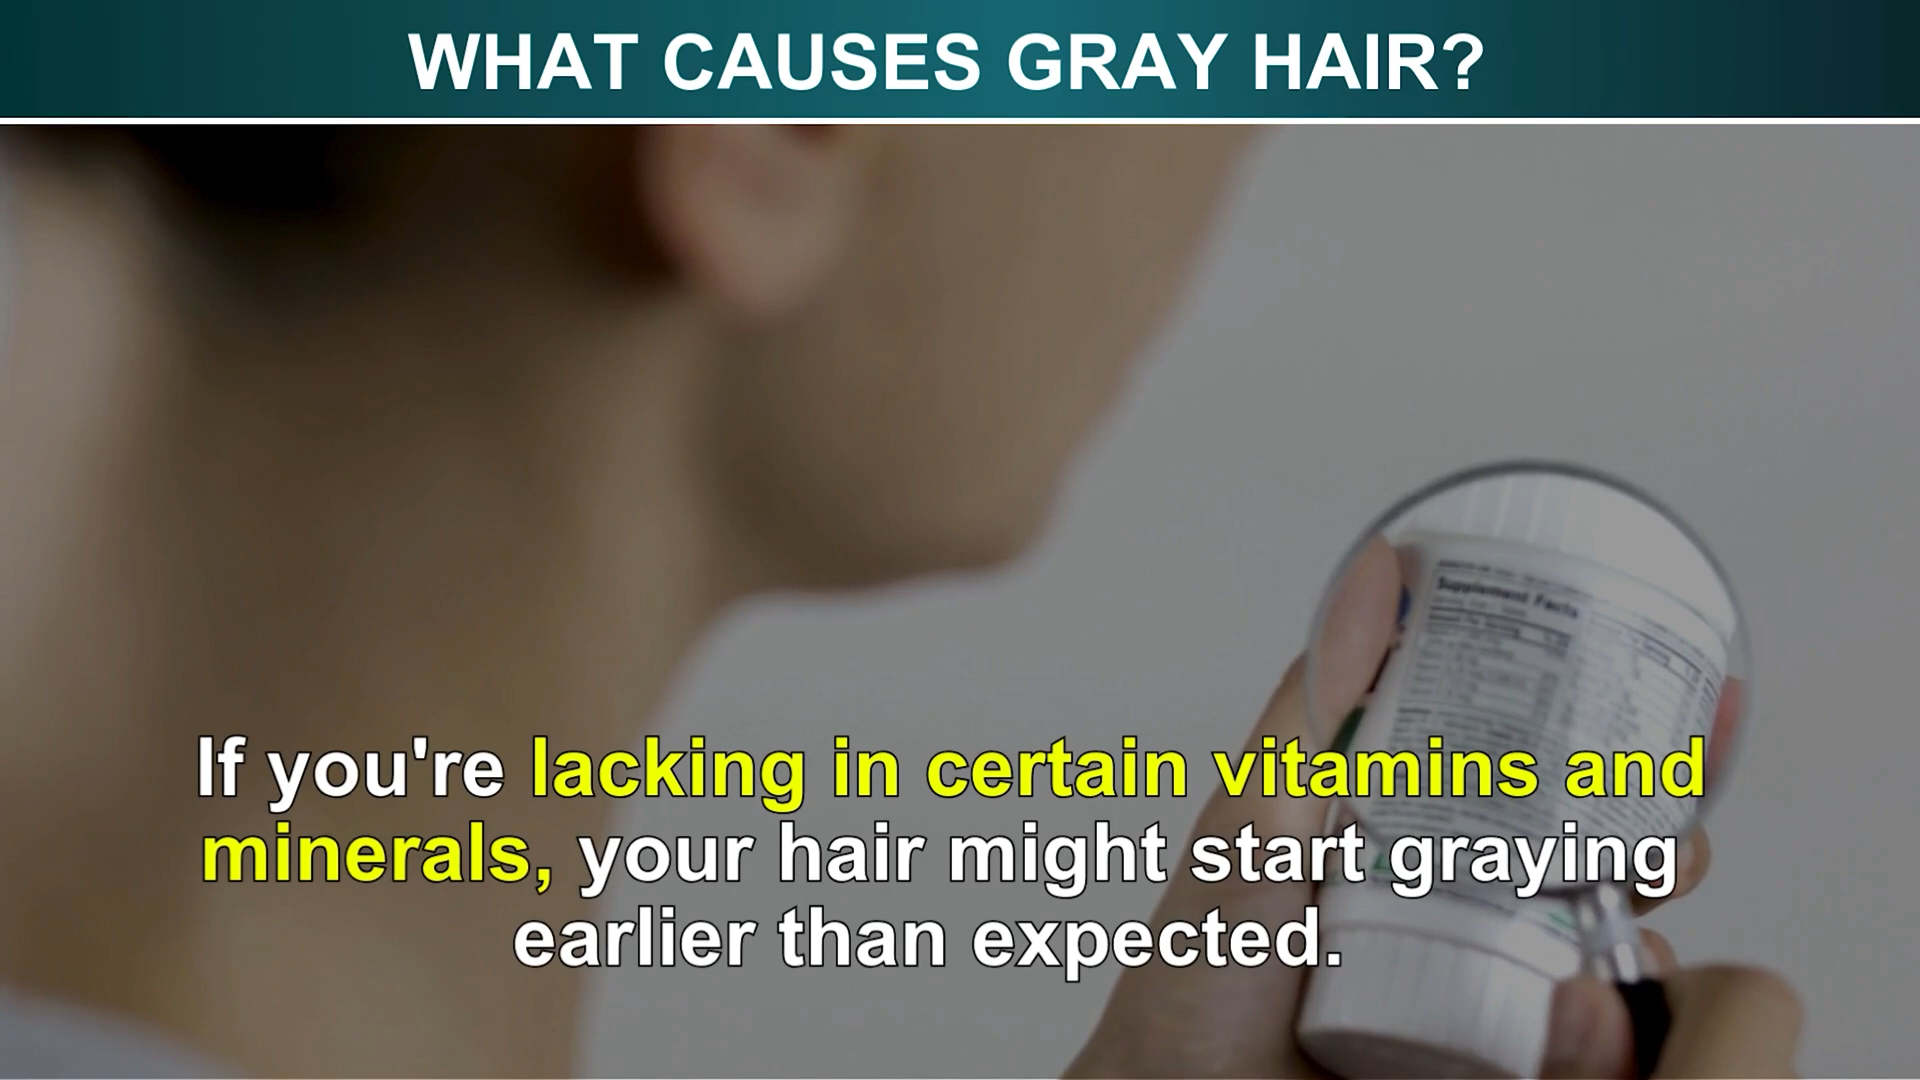 WHAT CAUSES GRAY HAIR?
Supplement Facts
If you're lacking in certain vitamins and
minerals, your hair might start graying
earlier than expected.